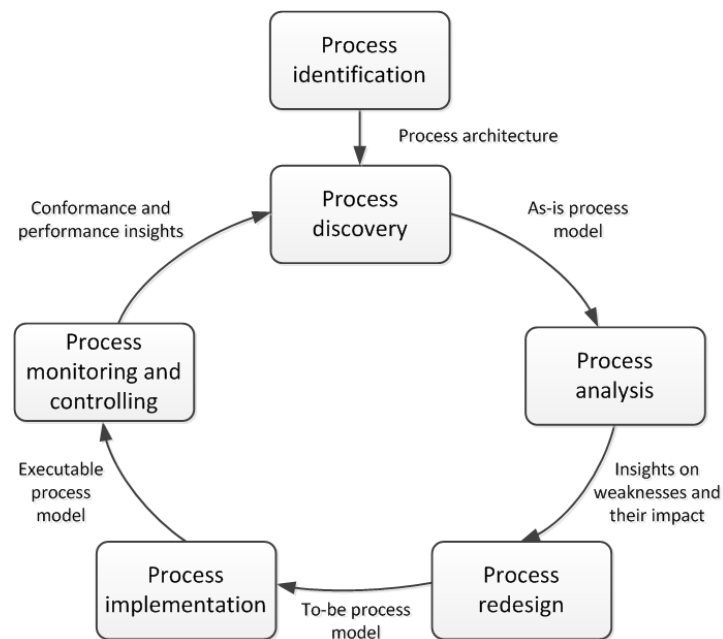 Process
identification
Process architecture
Process
discovery
As-is process
model
Process
analysis
Insights on
weaknesses and
their impact
Process
redesign
To-be process
model
Process
implementation
Executable
process
model
Process
monitoring and
controlling
Conformance and
performance insights